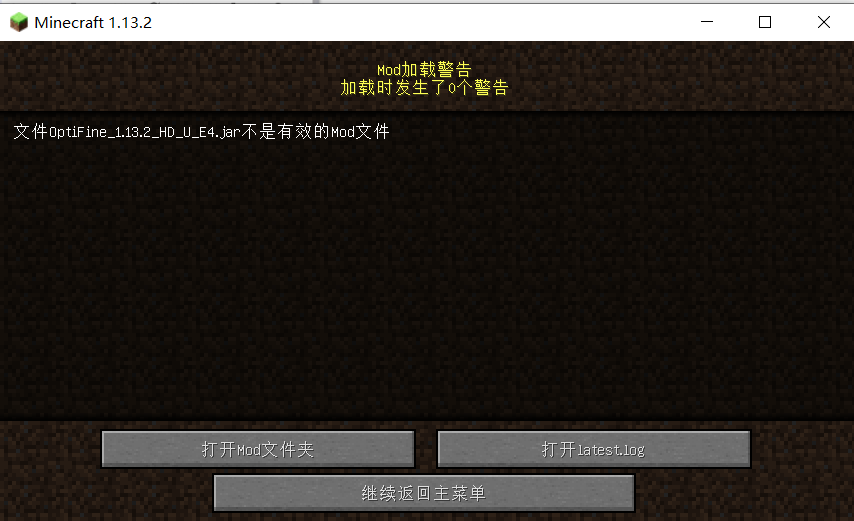 Minecraft 1.13.2
Mod加载警告
加载时发生了0个警告
文件OptiFine_1.13.2_HD_U_E4.jar不是有效的Mod文件
打开Mod文件夹
打开latest.log
继续返回主菜单